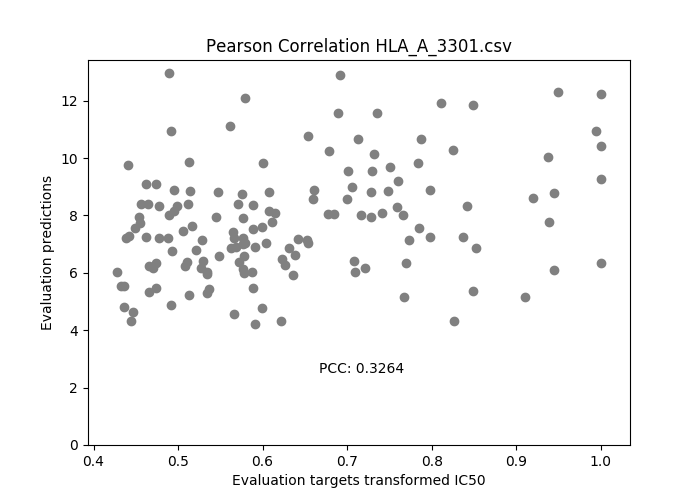 Pearson Correlation HLA_A_3301.csv
12
10
8
6
4
2
0
Evaluation predictions
PCC: 0.3264
0.4 0.5 0.6 0.7 0.8 0.9 1.0
Evaluation targets transformed IC50